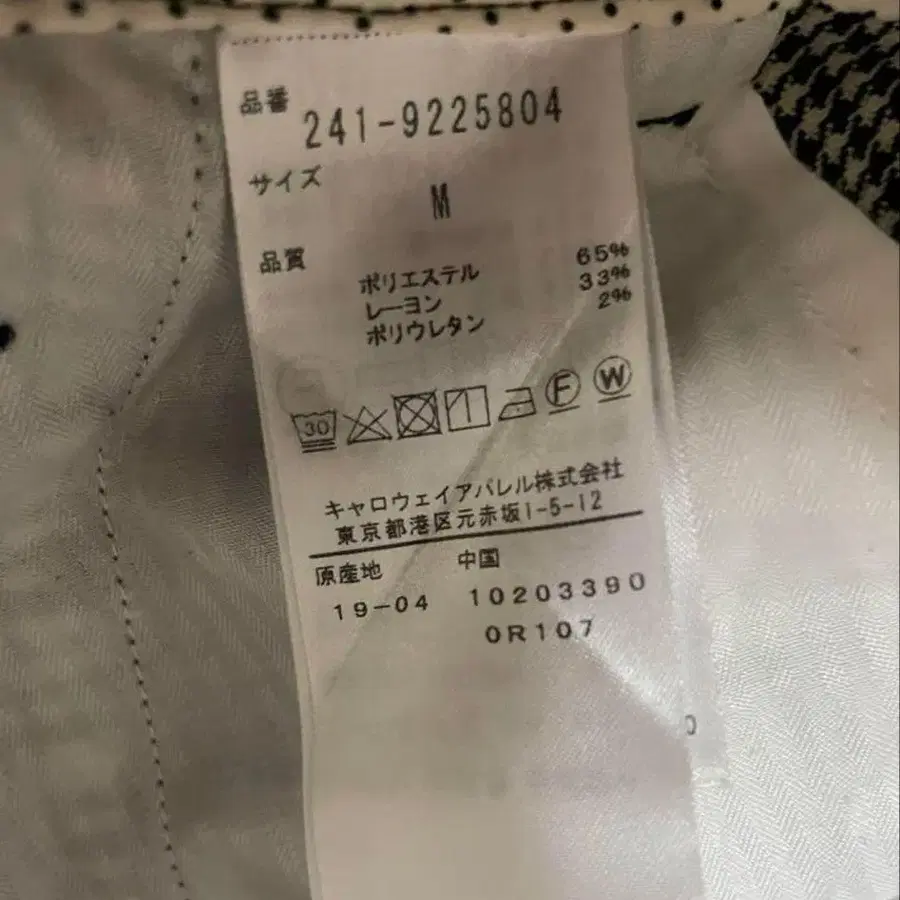 品番
241-9225804
サイズ
M
品質
ポリエステル 65%
レーヨン 33%
ポリウレタン 2%
30 F W
キャロウェイアパレル株式会社
東京都港区元赤坂1-5-12
原産地 中国
19-04 10203390
0R107